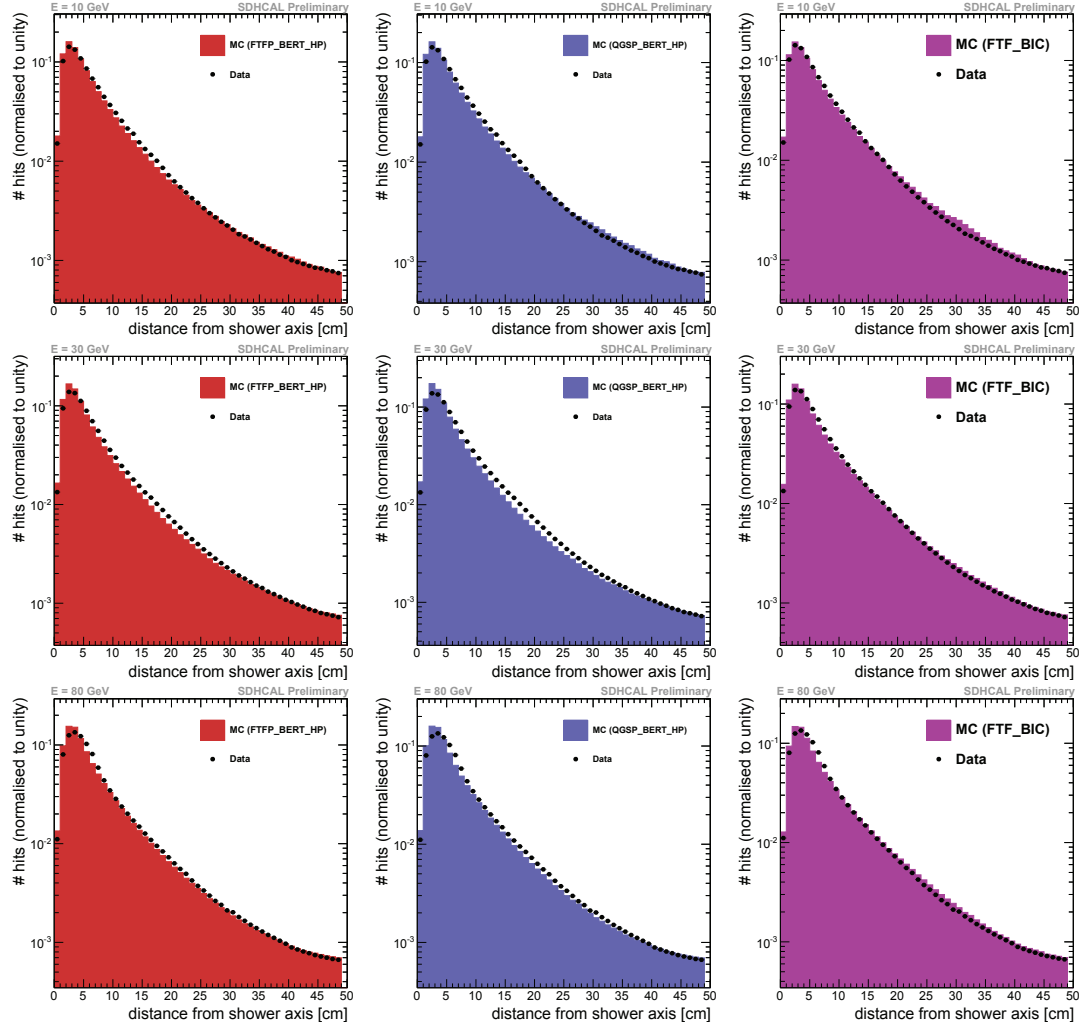 E = 10 GeV SDHCAL Preliminary
MC (FTFP_BERT_HP)
Data
# hits (normalised to unity)
10-1
10-2
10-3
0 5 10 15 20 25 30 35 40 45 50
distance from shower axis [cm]
E = 10 GeV SDHCAL Preliminary
MC (QGSP_BERT_HP)
Data
# hits (normalised to unity)
10-1
10-2
10-3
0 5 10 15 20 25 30 35 40 45 50
distance from shower axis [cm]
E = 10 GeV SDHCAL Preliminary
MC (FTF_BIC)
Data
# hits (normalised to unity)
10-1
10-2
10-3
0 5 10 15 20 25 30 35 40 45 50
distance from shower axis [cm]
E = 30 GeV SDHCAL Preliminary
MC (FTFP_BERT_HP)
Data
# hits (normalised to unity)
10-1
10-2
10-3
0 5 10 15 20 25 30 35 40 45 50
distance from shower axis [cm]
E = 30 GeV SDHCAL Preliminary
MC (QGSP_BERT_HP)
Data
# hits (normalised to unity)
10-1
10-2
10-3
0 5 10 15 20 25 30 35 40 45 50
distance from shower axis [cm]
E = 30 GeV SDHCAL Preliminary
MC (FTF_BIC)
Data
# hits (normalised to unity)
10-1
10-2
10-3
0 5 10 15 20 25 30 35 40 45 50
distance from shower axis [cm]
E = 80 GeV SDHCAL Preliminary
MC (FTFP_BERT_HP)
Data
# hits (normalised to unity)
10-1
10-2
10-3
0 5 10 15 20 25 30 35 40 45 50
distance from shower axis [cm]
E = 80 GeV SDHCAL Preliminary
MC (QGSP_BERT_HP)
Data
# hits (normalised to unity)
10-1
10-2
10-3
0 5 10 15 20 25 30 35 40 45 50
distance from shower axis [cm]
E = 80 GeV SDHCAL Preliminary
MC (FTF_BIC)
Data
# hits (normalised to unity)
10-1
10-2
10-3
0 5 10 15 20 25 30 35 40 45 50
distance from shower axis [cm]